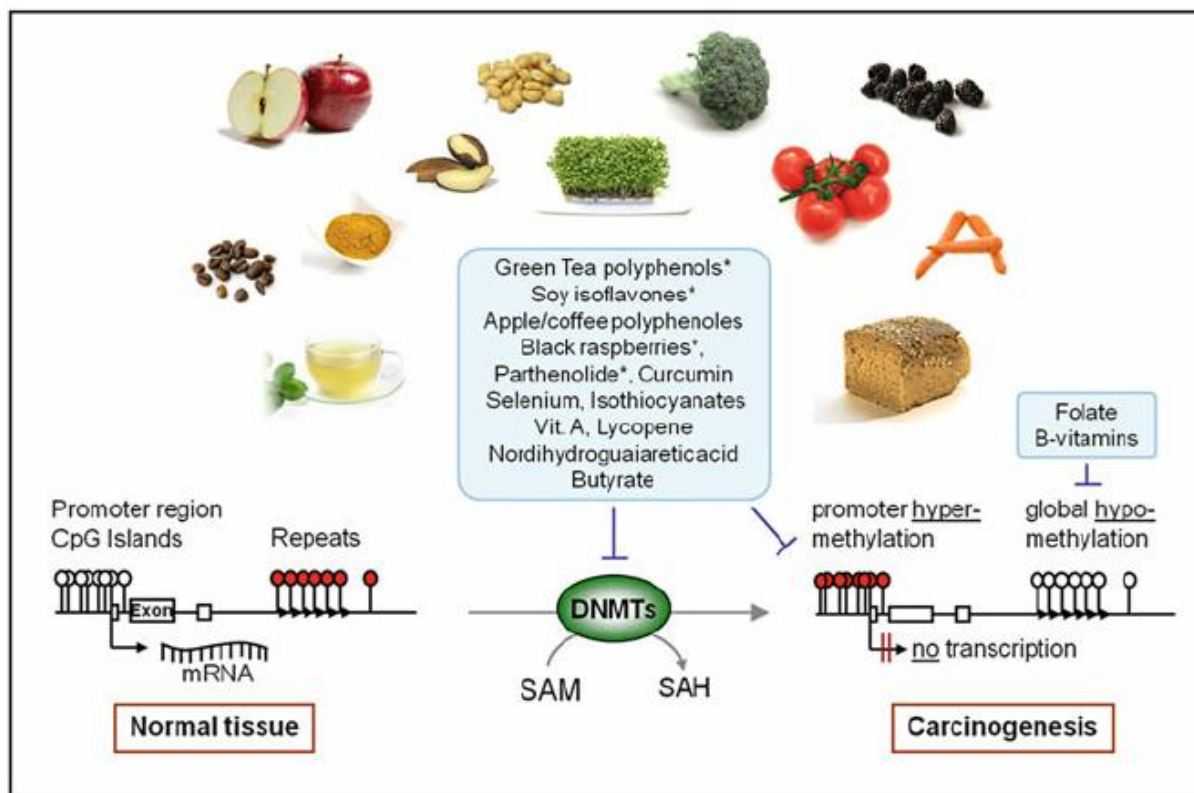 Green Tea polyphenols*
Soy isoflavones*
Apple/coffee polyphenoles
Black raspberries*,
Parthenolide*, Curcumin
Selenium, Isothiocyanates
Vit. A, Lycopene
Nordihydroguaiareticacid
Butyrate
Folate
B-vitamins
Promoter region
CpG Islands
Repeats
Exon
mRNA
Normal tissue
DNMTs
SAM
SAH
promoter hyper-
methylation
global hypo-
methylation
no transcription
Carcinogenesis